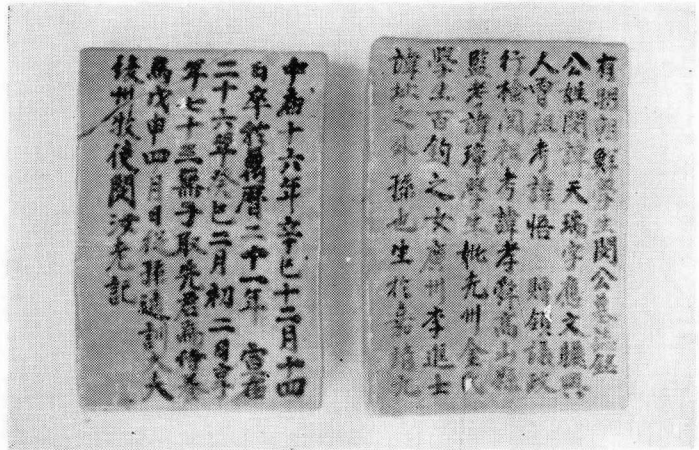 有明朝鮮學生閔公墓誌銘
公姓閔諱天瑞字應文驪興
人曾祖考諱悟 贈領議政
行檢閱祖考諱孝舜高山縣
監考諱璋學生妣光州金氏
學生百鈞之女廣州李進士
諱址之外孫也生於嘉靖
中廟十六年辛巳十二月十四
日卒於萬曆二十一年 宣廟
二十六年癸巳二月初二日享
年七十三無子取先君爲侍養
戊申四月日從孫通訓大夫
綾州牧使閔汝老記